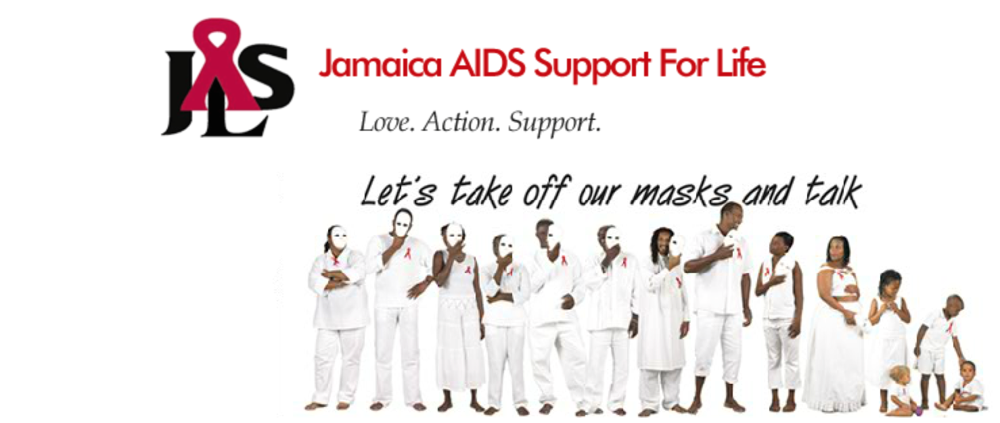 JLS
Jamaica AIDS Support For Life
Love. Action. Support.
Let's take off our masks and talk